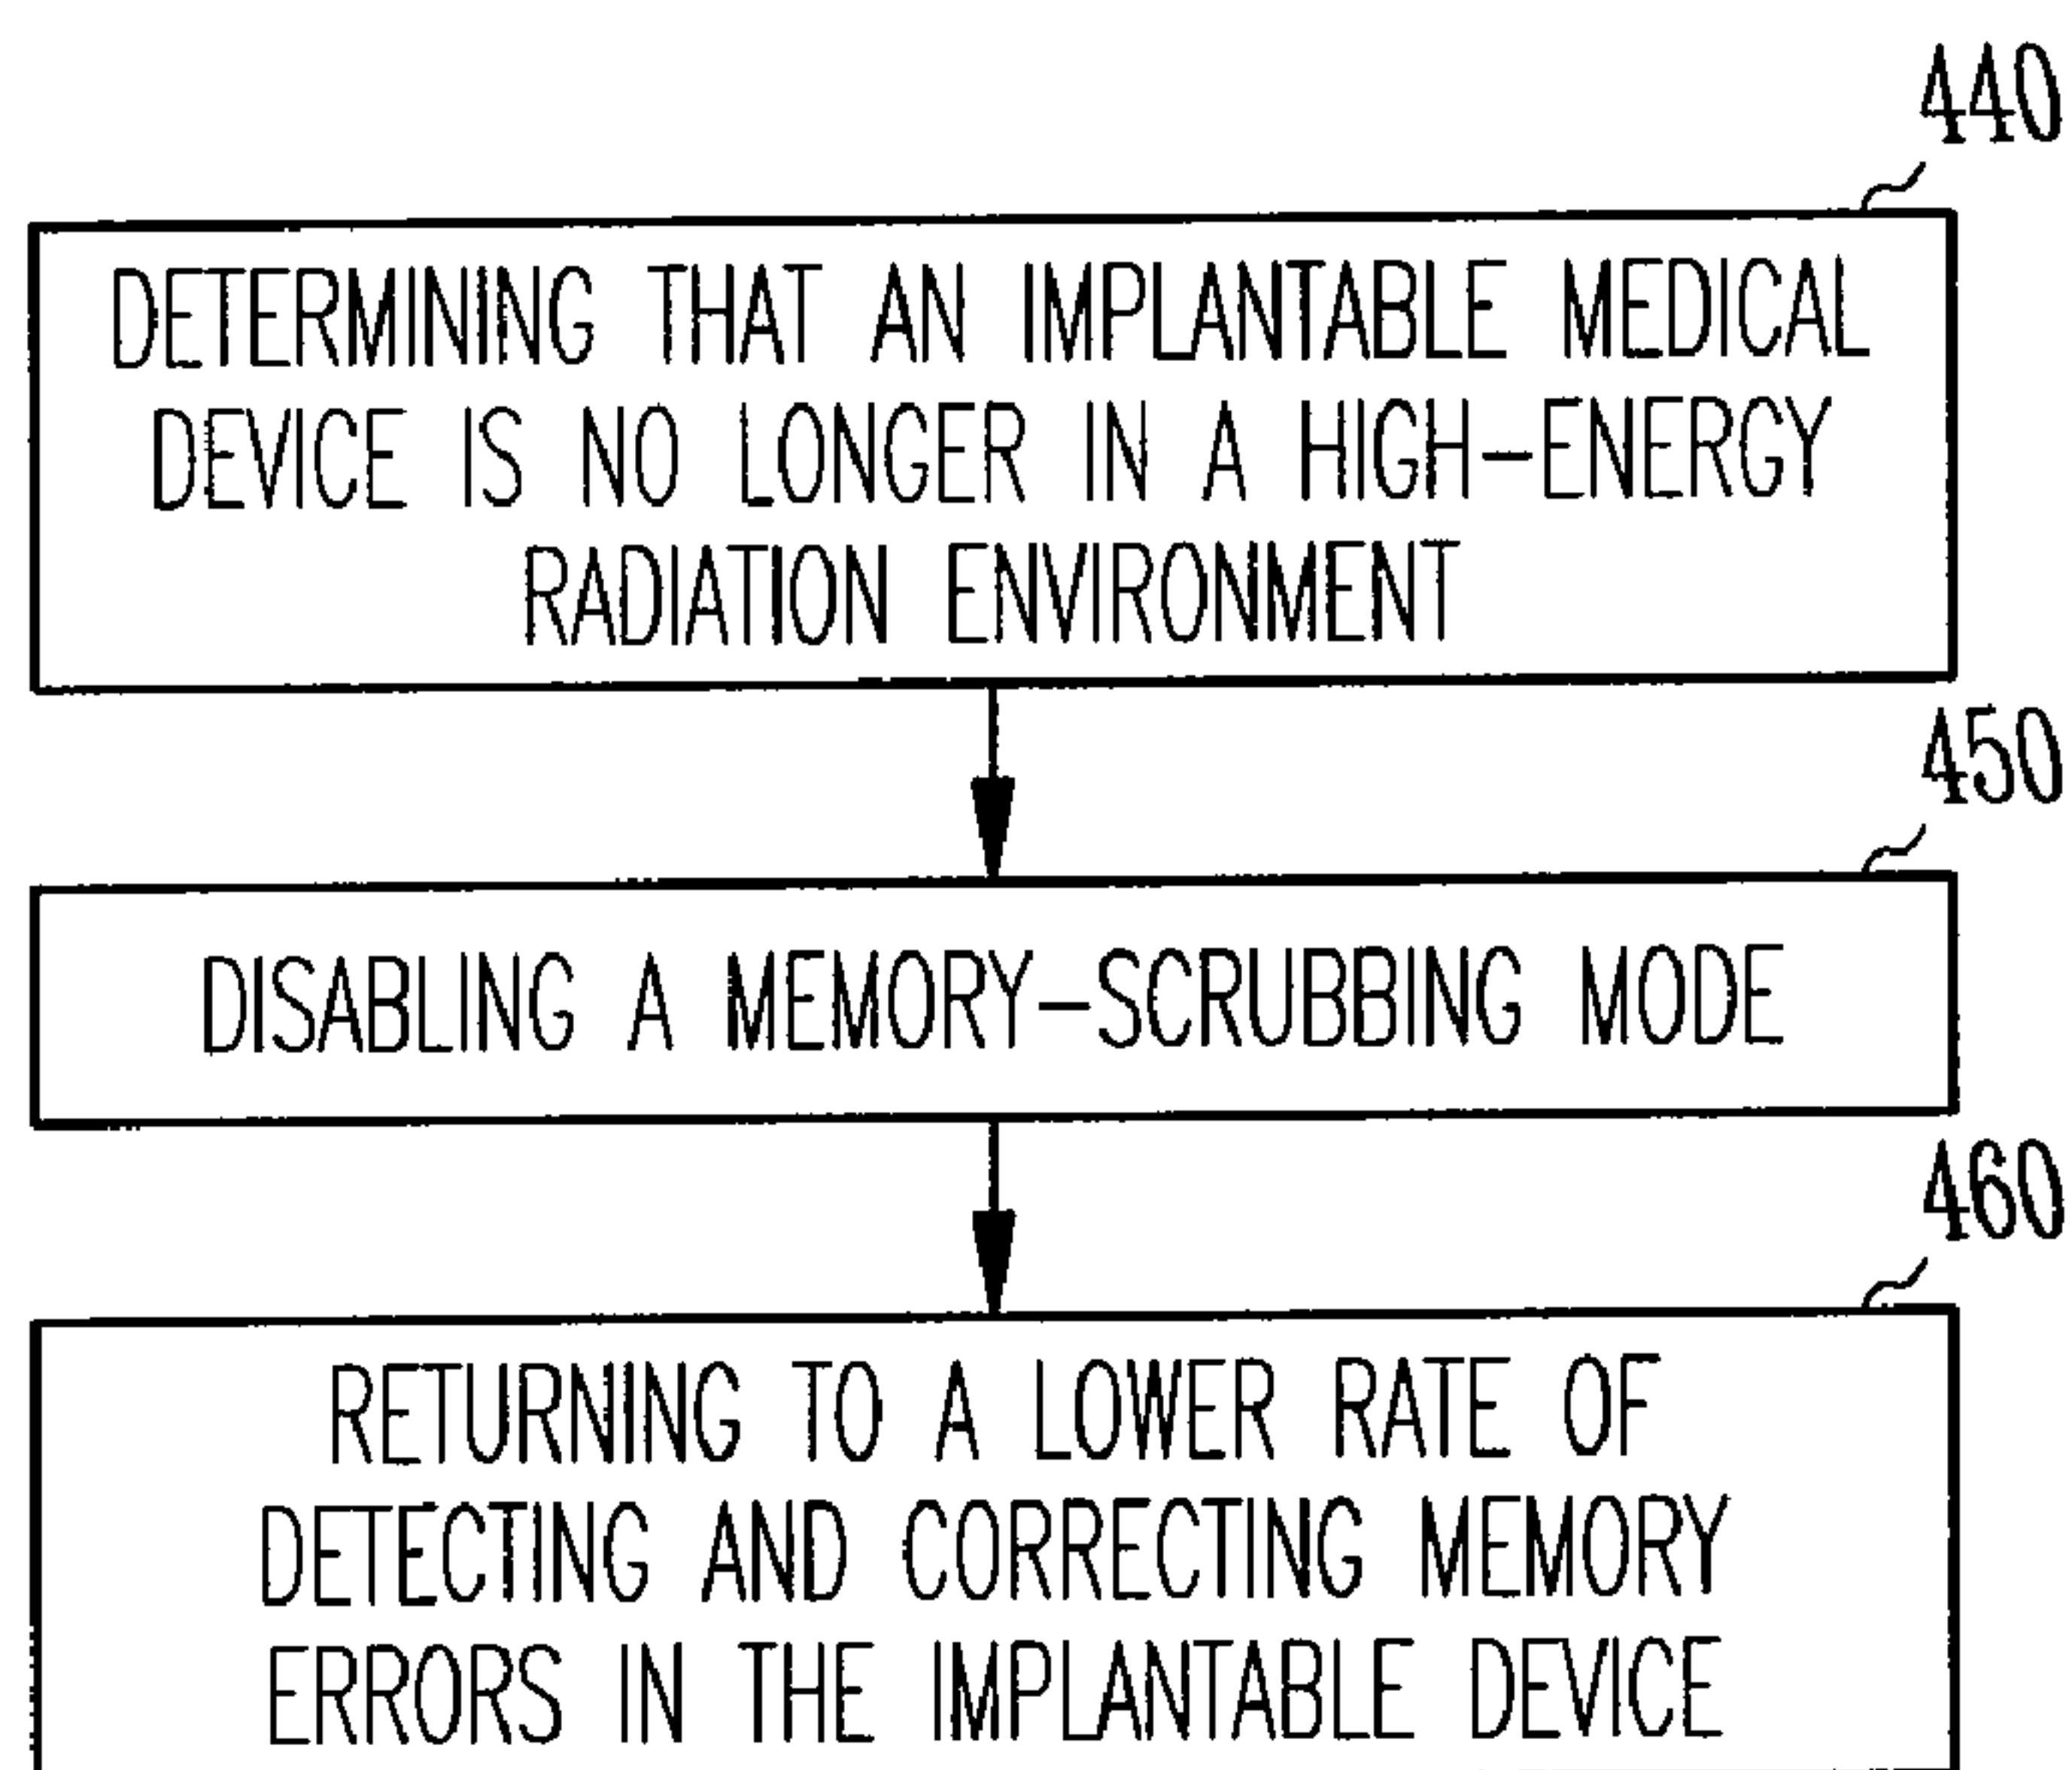 440
DETERMINING THAT AN IMPLANTABLE MEDICAL
DEVICE IS NO LONGER IN A HIGH-ENERGY
RADIATION ENVIRONMENT
450
DISABLING A MEMORY-SCRUBBING MODE
460
RETURNING TO A LOWER RATE OF
DETECTING AND CORRECTING MEMORY
ERRORS IN THE IMPLANTABLE DEVICE